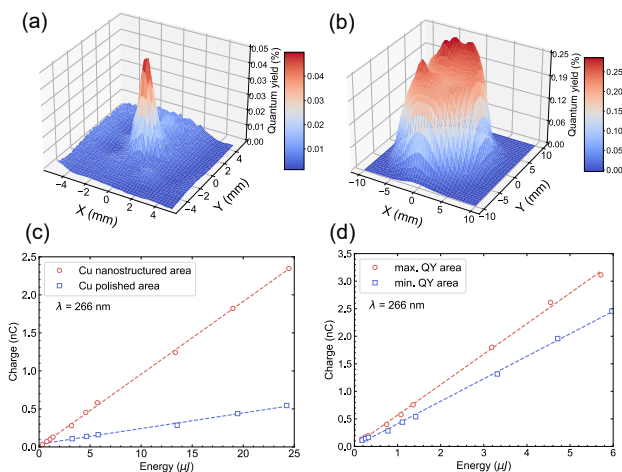 (a)
0.05
0.04
0.03
0.02
0.01
0.00
Quantum yield (%)
0.04
0.03
0.02
0.01
Quantum yield (%)
−4
−2
0
2
4
X (mm)
−4
−2
0
2
4
Y (mm)
(b)
0.25
0.19
0.12
0.06
0.00
Quantum yield (%)
0.25
0.20
0.15
0.10
0.05
0.00
Quantum yield (%)
−10
−5
0
5
10
X (mm)
−10
−5
0
5
10
Y (mm)
(c)
2.5
2.0
1.5
1.0
0.5
0.0
Charge (nC)
Cu nanostructured area
Cu polished area
λ = 266 nm
0 5 10 15 20 25
Energy (μJ)
(d)
3.5
3.0
2.5
2.0
1.5
1.0
0.5
0.0
Charge (nC)
max. QY area
min. QY area
λ = 266 nm
0 1 2 3 4 5 6
Energy (μJ)